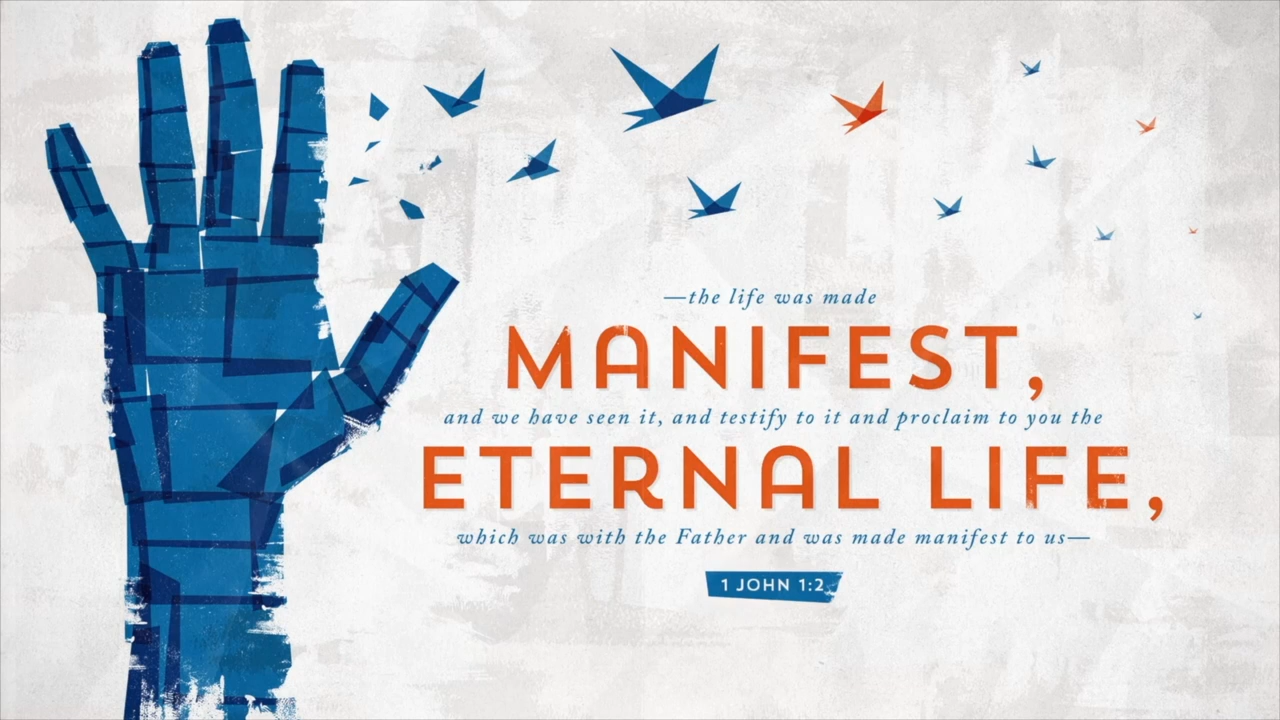 —the life was made
MANIFEST,
and we have seen it, and testify to it and proclaim to you the
ETERNAL LIFE,
which was with the Father and was made manifest to us—
1 JOHN 1:2